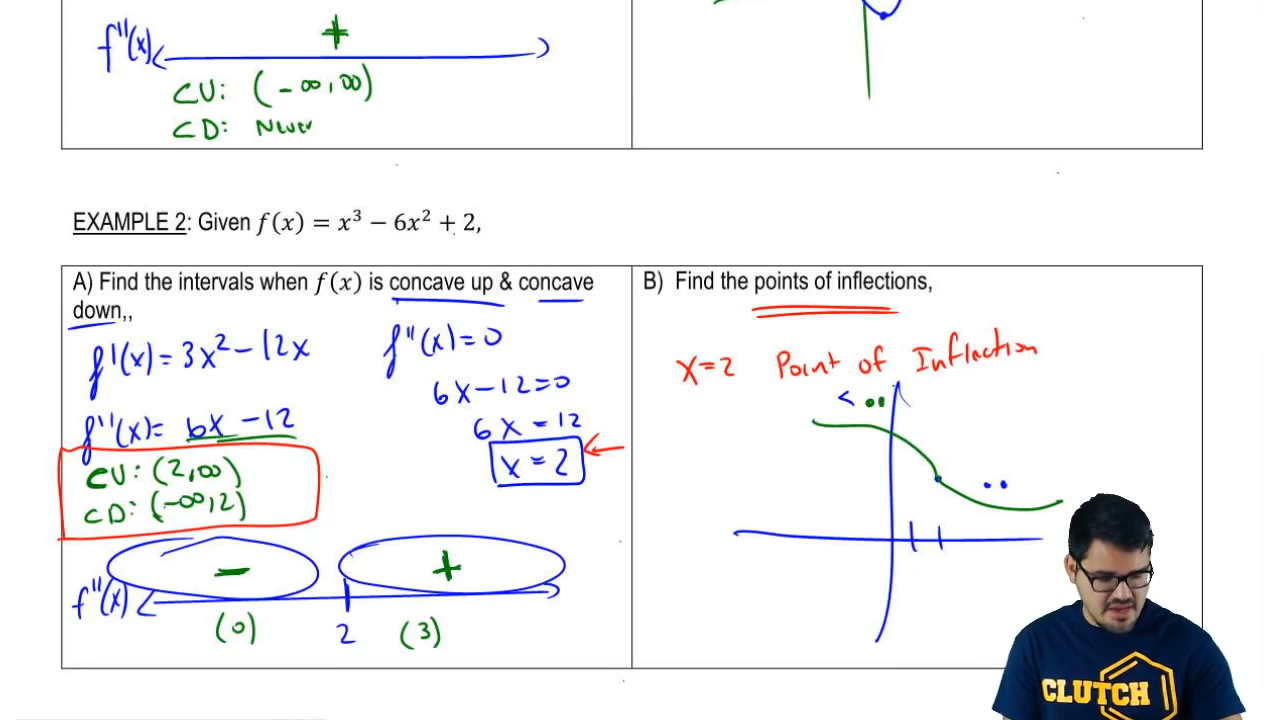 f''(x)
+
CU: (-∞,∞)
CD: Never
EXAMPLE 2: Given f(x) = x³ − 6x² + 2,
A) Find the intervals when f(x) is concave up & concave
down,,
f'(x) = 3x² − 12x
f''(x) = 6x − 12
CU: (2,∞)
CD: (-∞,2)
f''(x) = 0
6x − 12 = 0
6x = 12
x = 2
− +
f''(x)
(0) 2 (3)
B) Find the points of inflections,
x=2 Point of Inflection
CLUTCH